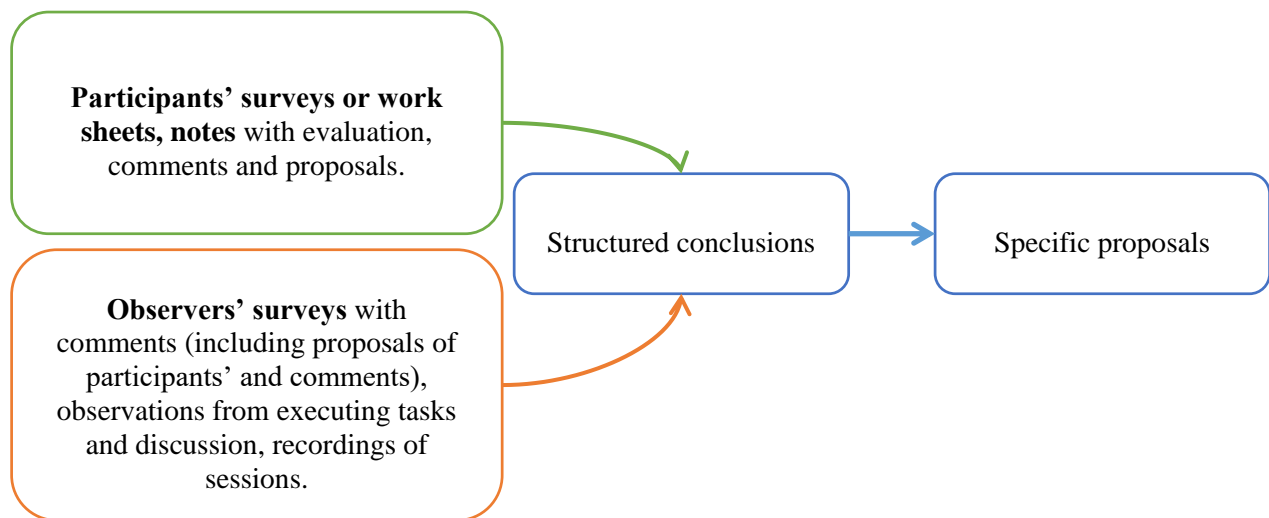 Participants’ surveys or work
sheets, notes with evaluation,
comments and proposals.
Structured conclusions
Specific proposals
Observers’ surveys with
comments (including proposals of
participants’ and comments),
observations from executing tasks
and discussion, recordings of
sessions.